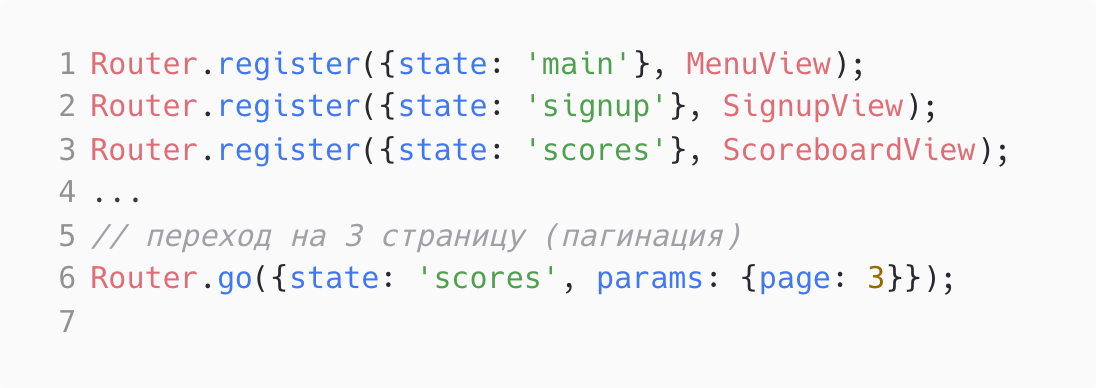 1 Router.register({state: 'main'}, MenuView);
2 Router.register({state: 'signup'}, SignupView);
3 Router.register({state: 'scores'}, ScoreboardView);
4 ...
5 // переход на 3 страницу (пагинация)
6 Router.go({state: 'scores', params: {page: 3}});
7